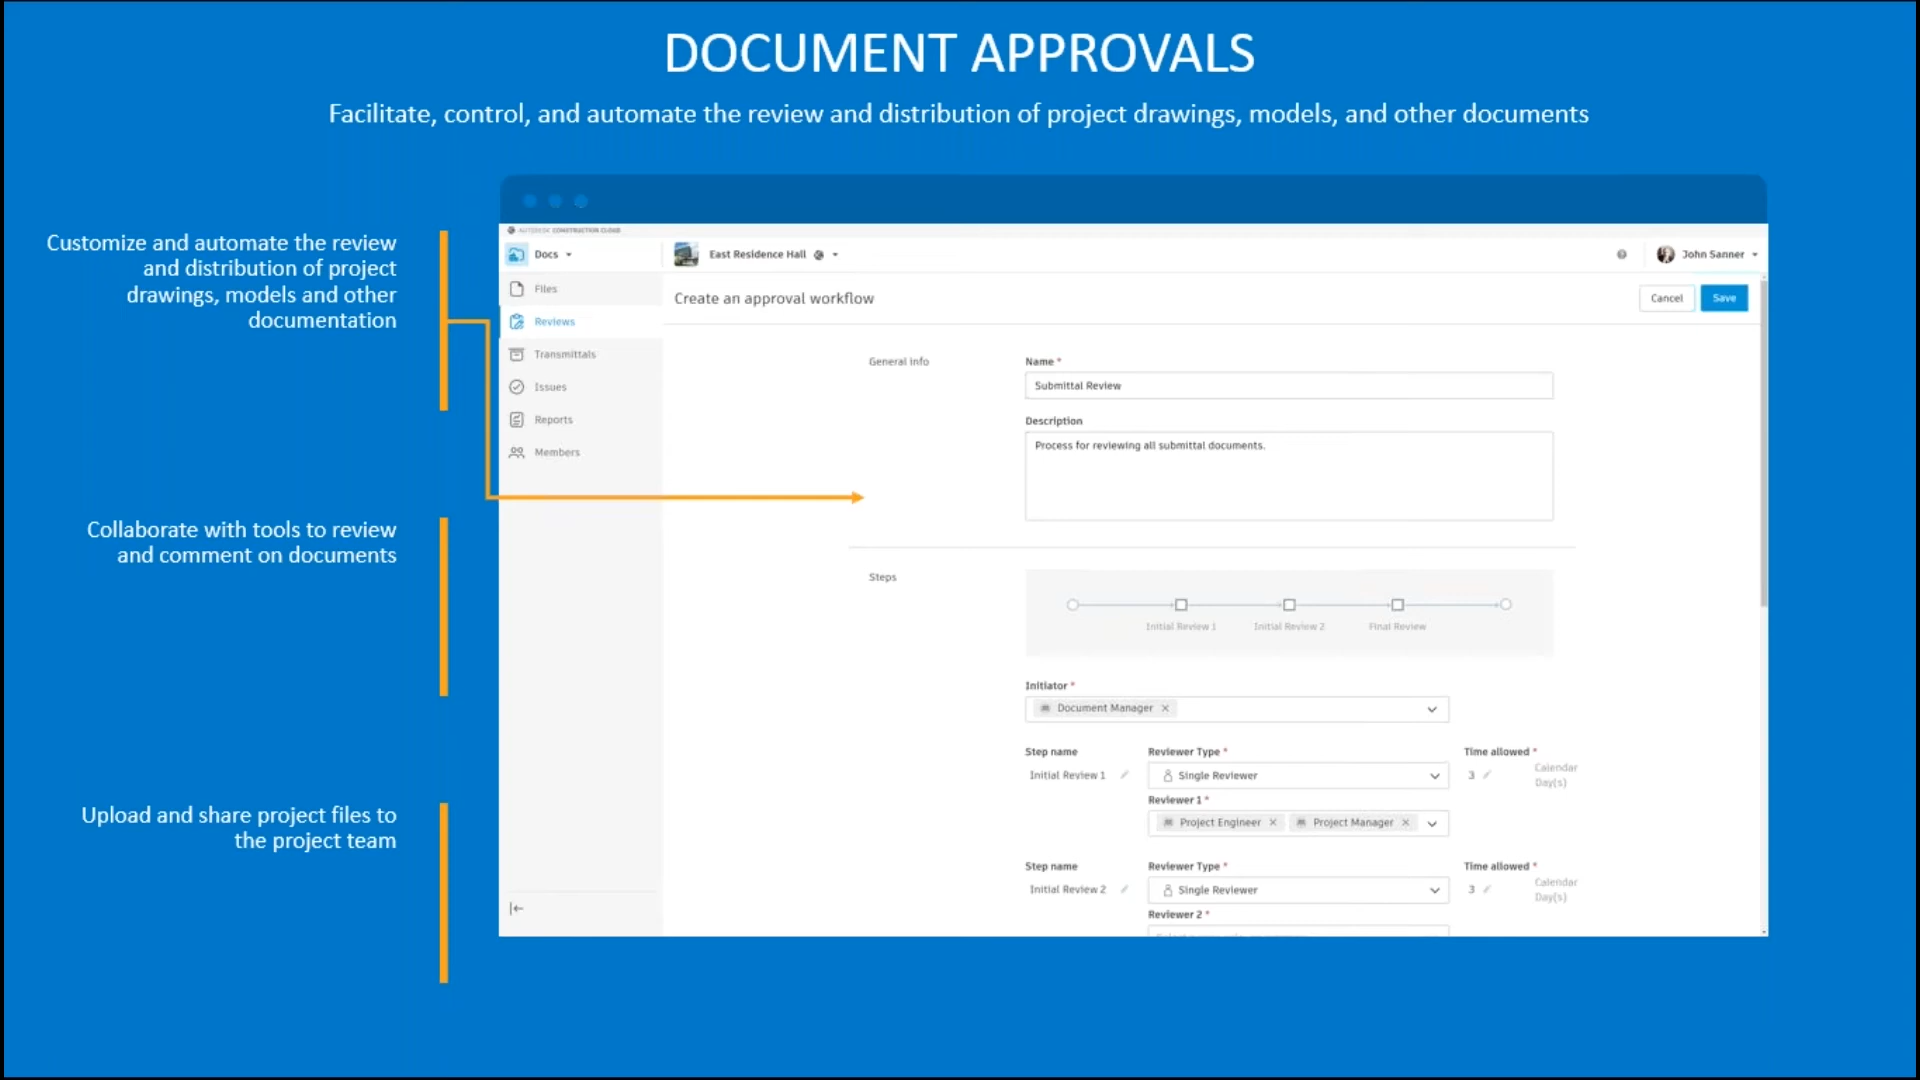 DOCUMENT APPROVALS
Facilitate, control, and automate the review and distribution of project drawings, models, and other documents
Customize and automate the review
and distribution of project
drawings, models and other
documentation
Collaborate with tools to review
and comment on documents
Upload and share project files to
the project team
AUTODESK CONSTRUCTION CLOUD
Docs
East Residence Hall
John Sanner
Files
Reviews
Transmittals
Issues
Reports
Members
Create an approval workflow
Cancel
Save
General info
Name *
Submittal Review
Description
Process for reviewing all submittal documents.
Steps
Initial Review 1
Initial Review 2
Final Review
Initiator *
Document Manager
Step name
Reviewer Type *
Time allowed *
Initial Review 1
Single Reviewer
3
Calendar
Day(s)
Reviewer 1 *
Project Engineer
Project Manager
Step name
Reviewer Type *
Time allowed *
Initial Review 2
Single Reviewer
3
Calendar
Day(s)
Reviewer 2 *